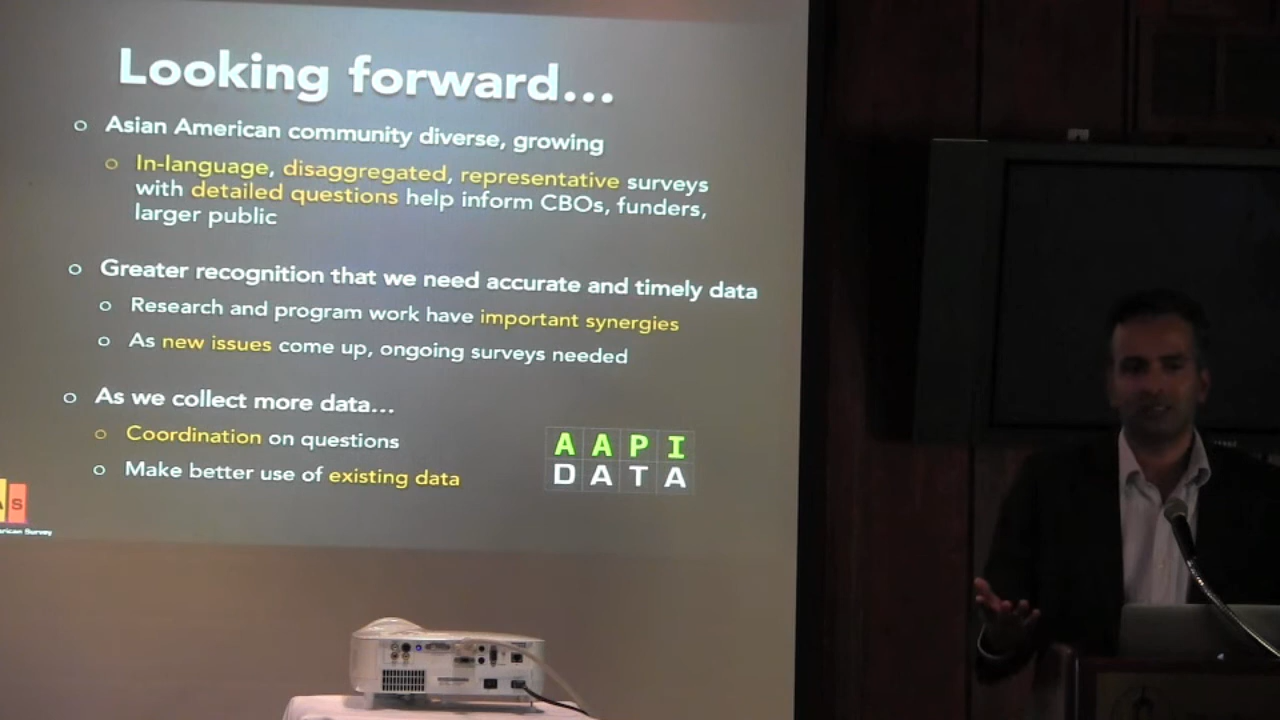 Looking forward...
Asian American community diverse, growing
In-language, disaggregated, representative surveys
with detailed questions help inform CBOs, funders,
larger public
Greater recognition that we need accurate and timely data
Research and program work have important synergies
As new issues come up, ongoing surveys needed
As we collect more data...
Coordination on questions
Make better use of existing data
AAPI
DATA
S
rican Survey